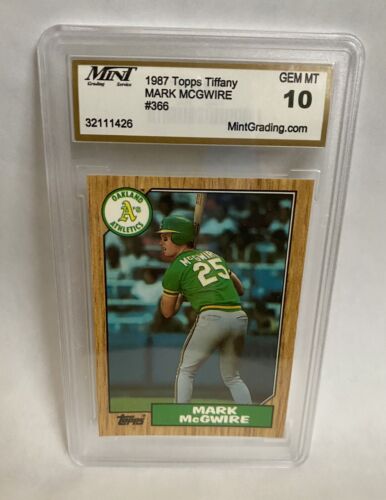 MINT
Grading Service
32111426
1987 Topps Tiffany
MARK MCGWIRE
#366
GEM MT
10
MintGrading.com
OAKLAND
A's
ATHLETICS
McGWIRE
25
Topps
MARK
McGWIRE